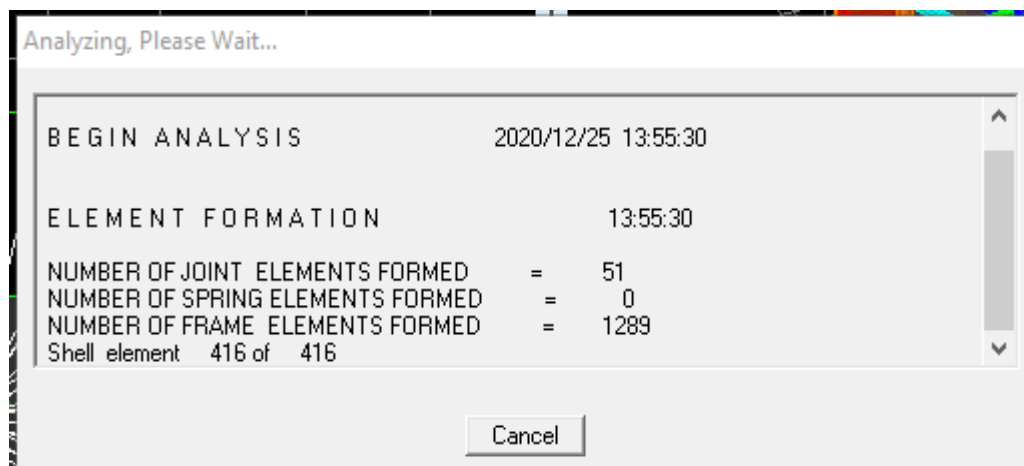 Analyzing, Please Wait...
B E G I N  A N A L Y S I S 2020/12/25 13:55:30
E L E M E N T  F O R M A T I O N 13:55:30
NUMBER OF JOINT ELEMENTS FORMED = 51
NUMBER OF SPRING ELEMENTS FORMED = 0
NUMBER OF FRAME ELEMENTS FORMED = 1289
Shell element 416 of 416
Cancel